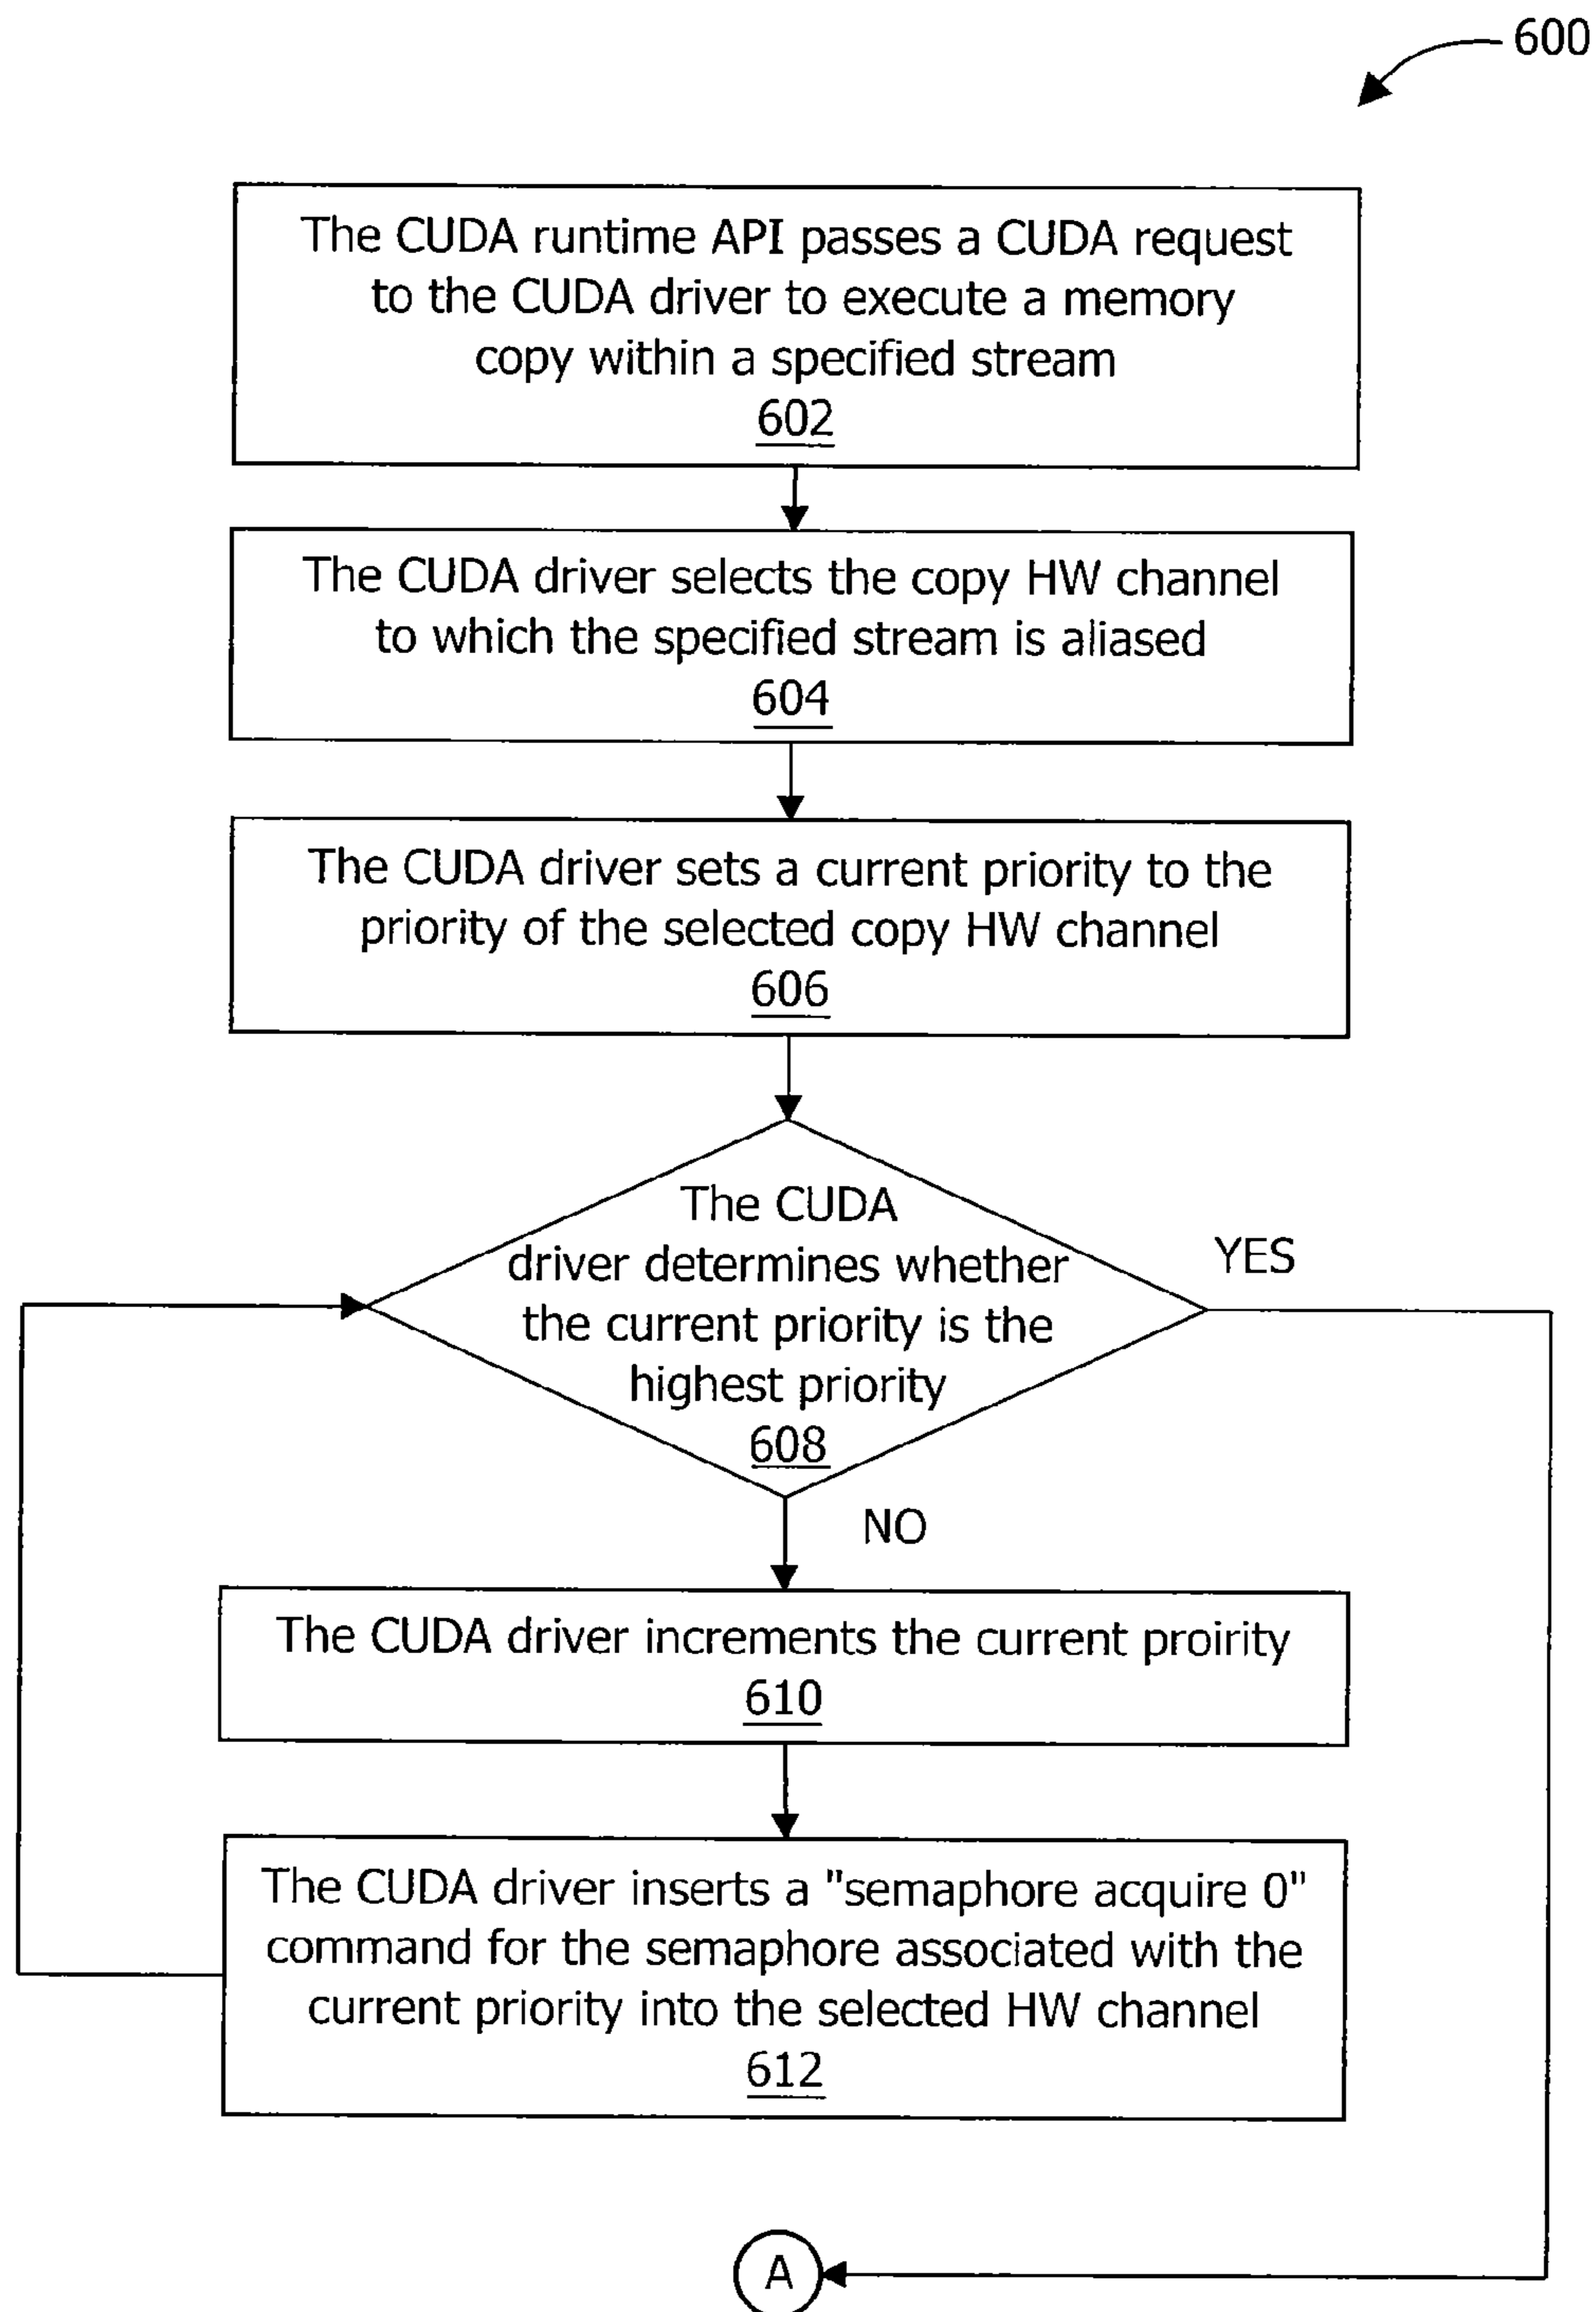 600
The CUDA runtime API passes a CUDA request
to the CUDA driver to execute a memory
copy within a specified stream
602
The CUDA driver selects the copy HW channel
to which the specified stream is aliased
604
The CUDA driver sets a current priority to the
priority of the selected copy HW channel
606
The CUDA
driver determines whether
the current priority is the
highest priority
608
YES
NO
The CUDA driver increments the current proirity
610
The CUDA driver inserts a "semaphore acquire 0"
command for the semaphore associated with the
current priority into the selected HW channel
612
A